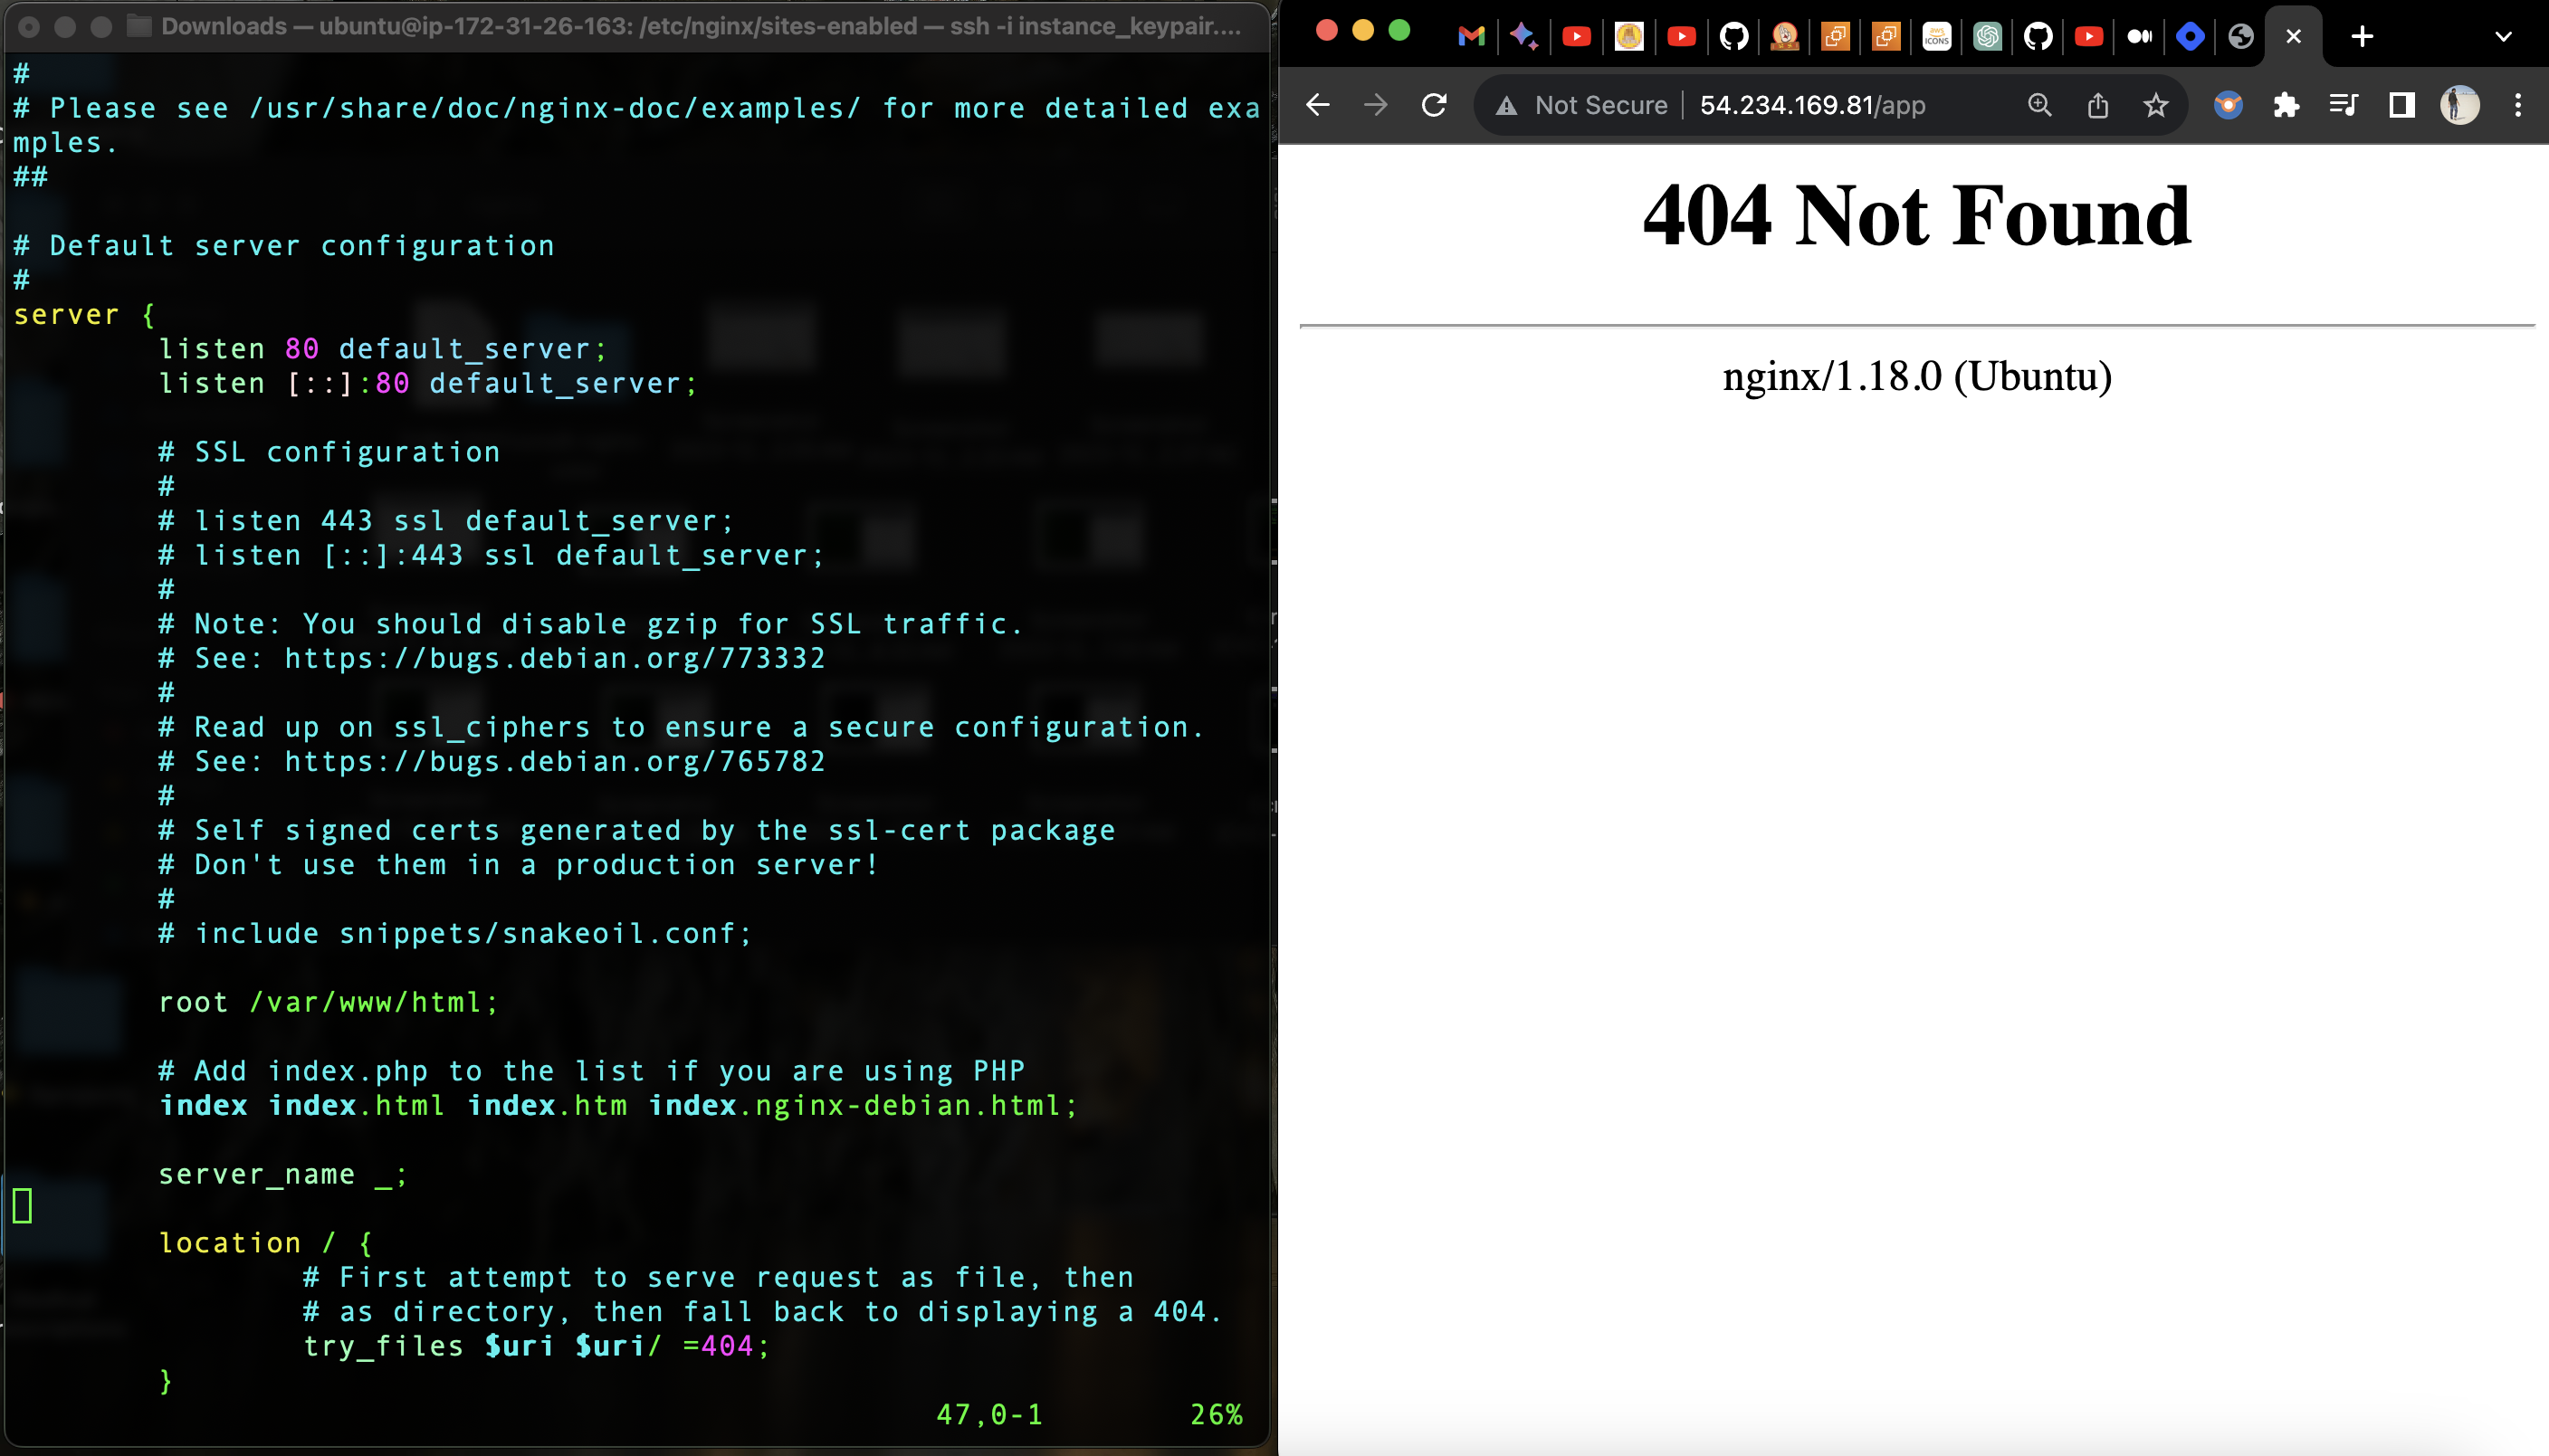 Downloads — ubuntu@ip-172-31-26-163: /etc/nginx/sites-enabled — ssh -i instance_keypair....
#
# Please see /usr/share/doc/nginx-doc/examples/ for more detailed exa
mples.
##
# Default server configuration
#
server {
listen 80 default_server;
listen [::]:80 default_server;
# SSL configuration
#
# listen 443 ssl default_server;
# listen [::]:443 ssl default_server;
#
# Note: You should disable gzip for SSL traffic.
# See: https://bugs.debian.org/773332
#
# Read up on ssl_ciphers to ensure a secure configuration.
# See: https://bugs.debian.org/765782
#
# Self signed certs generated by the ssl-cert package
# Don't use them in a production server!
#
# include snippets/snakeoil.conf;
root /var/www/html;
# Add index.php to the list if you are using PHP
index index.html index.htm index.nginx-debian.html;
server_name _;
location / {
# First attempt to serve request as file, then
# as directory, then fall back to displaying a 404.
try_files $uri $uri/ =404;
}
47,0-1 26%
aws
ICONS
Not Secure 54.234.169.81/app
404 Not Found
nginx/1.18.0 (Ubuntu)